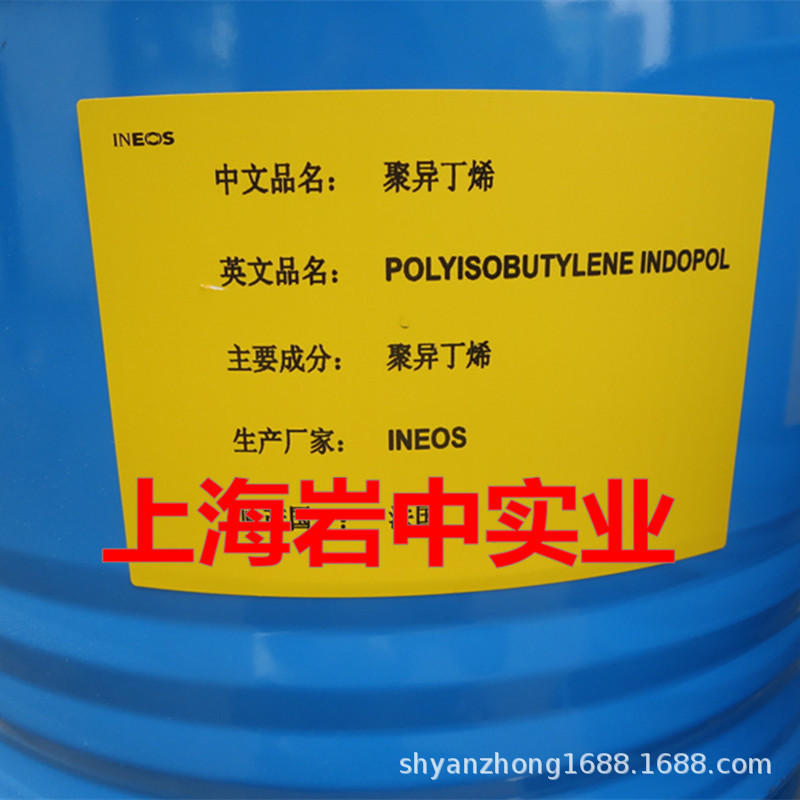 INEOS
中文品名： 聚异丁烯
英文品名： POLYISOBUTYLENE INDOPOL
主要成分： 聚异丁烯
生产厂家： INEOS
上海岩中实业
shyanzhong1688.1688.com